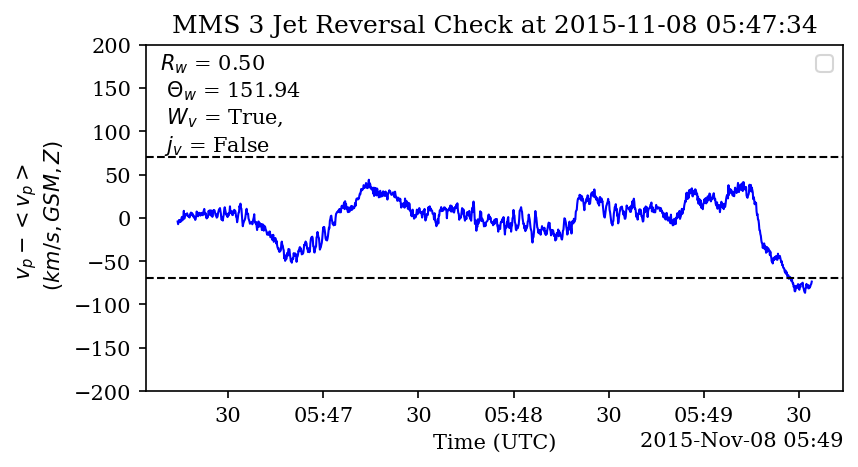 MMS 3 Jet Reversal Check at 2015-11-08 05:47:34
200
150
100
50
0
−50
−100
−150
−200
v_p − < v_p >
(km/s, GSM, Z)
R_w = 0.50
Θ_w = 151.94
W_v = True,
j_v = False
30
05:47
30
05:48
30
05:49
30
Time (UTC)
2015-Nov-08 05:49